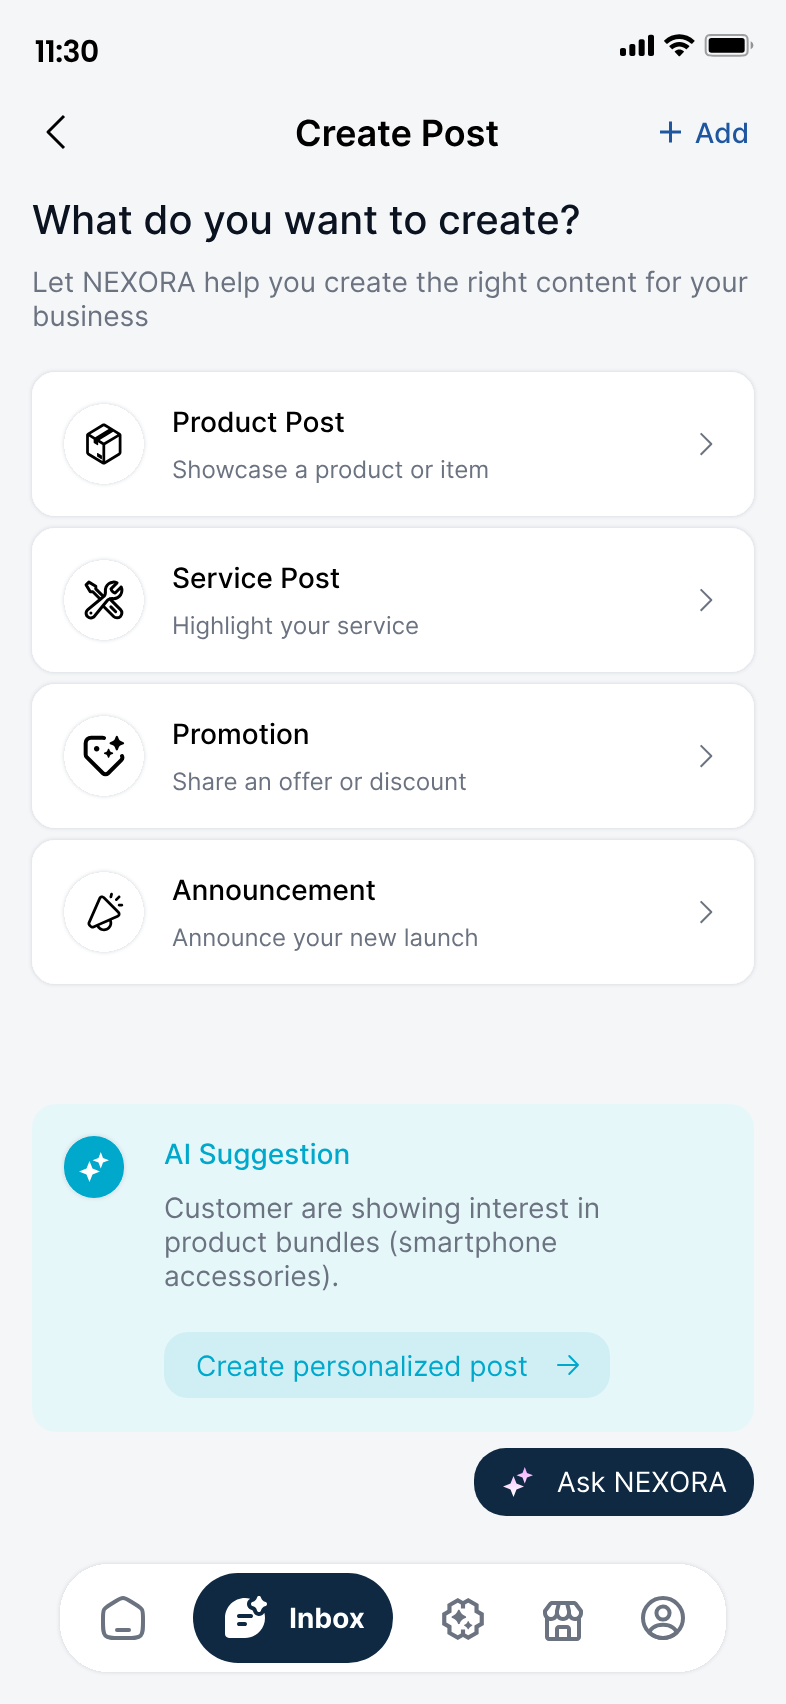 11:30
Create Post
+ Add
What do you want to create?
Let NEXORA help you create the right content for your
business
Product Post
Showcase a product or item
Service Post
Highlight your service
Promotion
Share an offer or discount
Announcement
Announce your new launch
AI Suggestion
Customer are showing interest in
product bundles (smartphone
accessories).
Create personalized post →
Ask NEXORA
Inbox